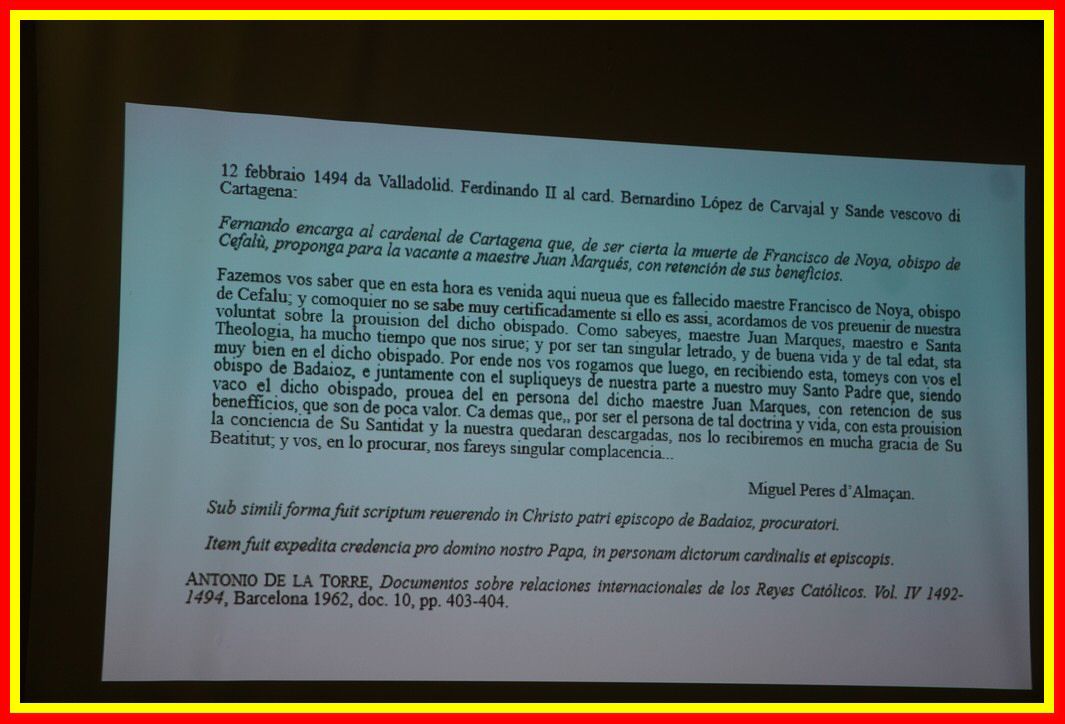 12 febbraio 1494 da Valladolid. Ferdinando II al card. Bernardino López de Carvajal y Sande vescovo di
Cartagena:
Fernando encarga al cardenal de Cartagena que, de ser cierta la muerte de Francisco de Noya, obispo de
Cefalù, proponga para la vacante a maestre Juan Marqués, con retención de sus beneficios.
Fazemos vos saber que en esta hora es venida aqui nueua que es fallecido maestre Francisco de Noya, obispo
de Cefalu; y comoquier no se sabe muy certificadamente si ello es assi, acordamos de vos preuenir de nuestra
voluntat sobre la prouision del dicho obispado. Como sabeyes, maestre Juan Marques, maestro e Santa
Theologia, ha mucho tiempo que nos sirue; y por ser tan singular letrado, y de buena vida y de tal edat, sta
muy bien en el dicho obispado. Por ende nos vos rogamos que luego, en recibiendo esta, tomeys con vos el
obispo de Badaioz, e juntamente con el supliqueys de nuestra parte a nuestro muy Santo Padre que, siendo
vaco el dicho obispado, prouea del en persona del dicho maestre Juan Marques, con retencion de sus
benefficios, que son de poca valor. Ca demas que,, por ser el persona de tal doctrina y vida, con esta prouision
la conciencia de Su Santidat y la nuestra quedaran descargadas, nos lo recibiremos en mucha gracia de Su
Beatitut; y vos, en lo procurar, nos fareys singular complacencia...
Miguel Peres d'Almaçan.
Sub simili forma fuit scriptum reuerendo in Christo patri episcopo de Badaioz, procuratori.
Item fuit expedita credencia pro domino nostro Papa, in personam dictorum cardinalis et episcopis.
ANTONIO DE LA TORRE, Documentos sobre relaciones internacionales de los Reyes Católicos. Vol. IV 1492-
1494, Barcelona 1962, doc. 10, pp. 403-404.